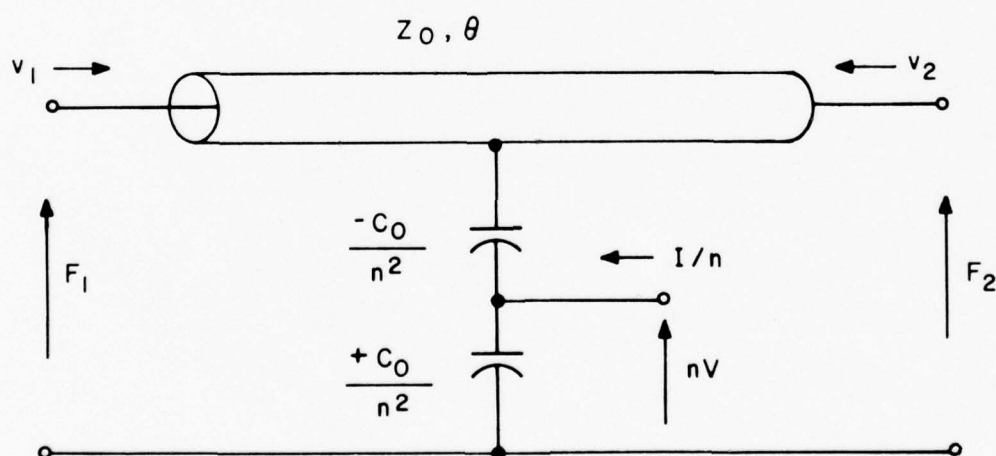 Z₀, θ
v₁
v₂
-C₀
n²
I/n
F₁
F₂
+C₀
n²
nV